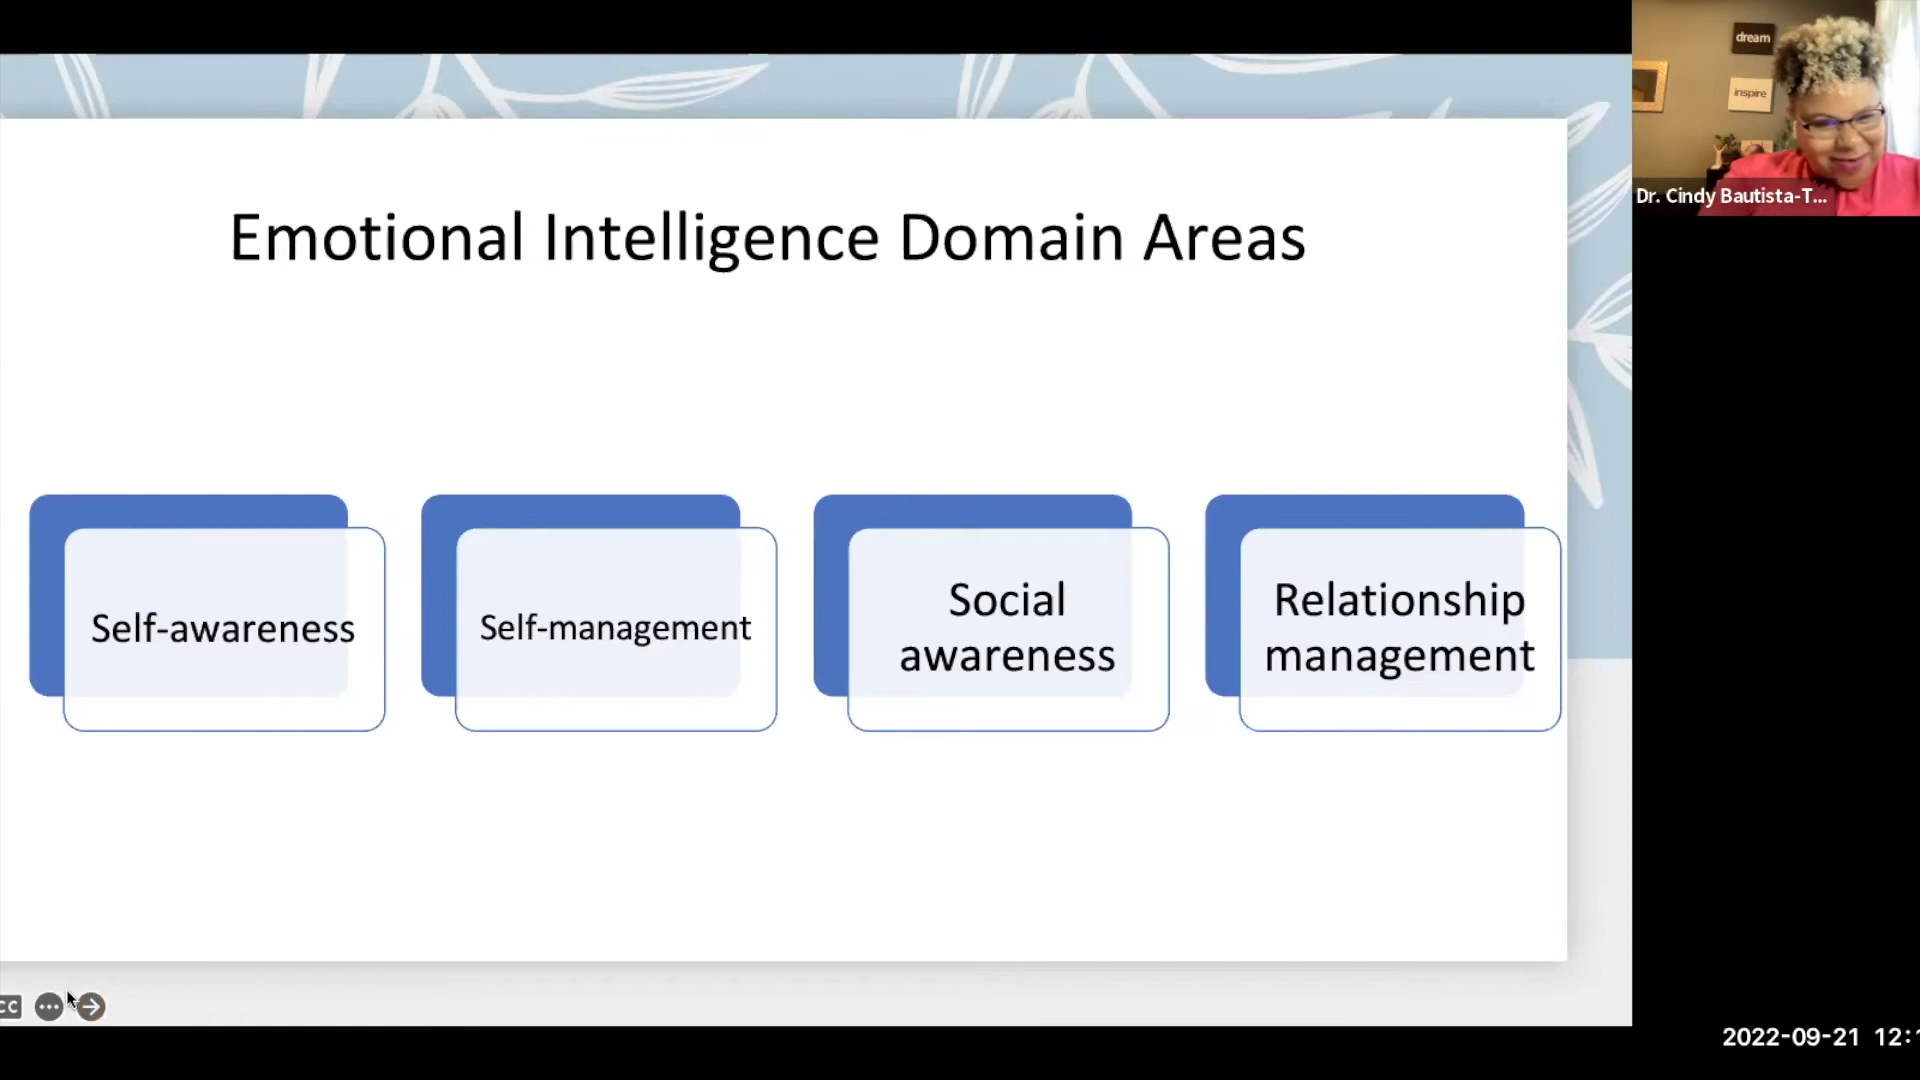 dream
inspire
Dr. Cindy Bautista-T...
Emotional Intelligence Domain Areas
Self-awareness
Self-management
Social
awareness
Relationship
management
CC
2022-09-21 12: